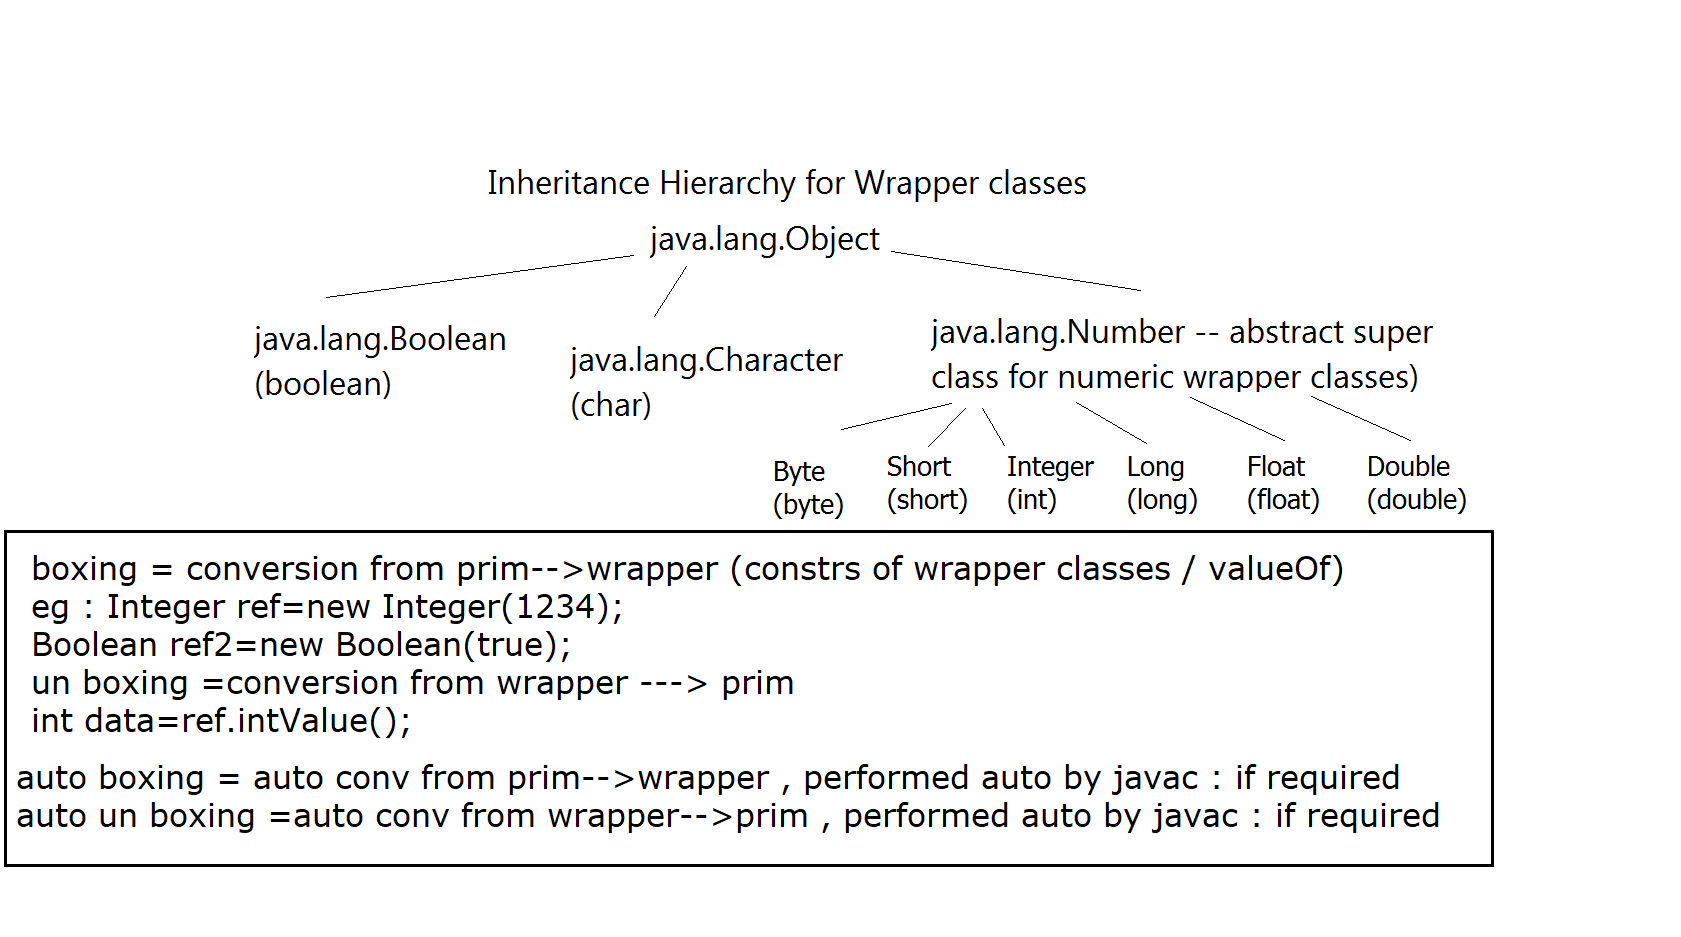 Inheritance Hierarchy for Wrapper classes
java.lang.Object
java.lang.Boolean
(boolean)
java.lang.Character
(char)
java.lang.Number -- abstract super
class for numeric wrapper classes)
Byte
(byte)
Short
(short)
Integer
(int)
Long
(long)
Float
(float)
Double
(double)
boxing = conversion from prim-->wrapper (constrs of wrapper classes / valueOf)
eg : Integer ref=new Integer(1234);
Boolean ref2=new Boolean(true);
un boxing =conversion from wrapper ---> prim
int data=ref.intValue();
auto boxing = auto conv from prim-->wrapper , performed auto by javac : if required
auto un boxing =auto conv from wrapper-->prim , performed auto by javac : if required